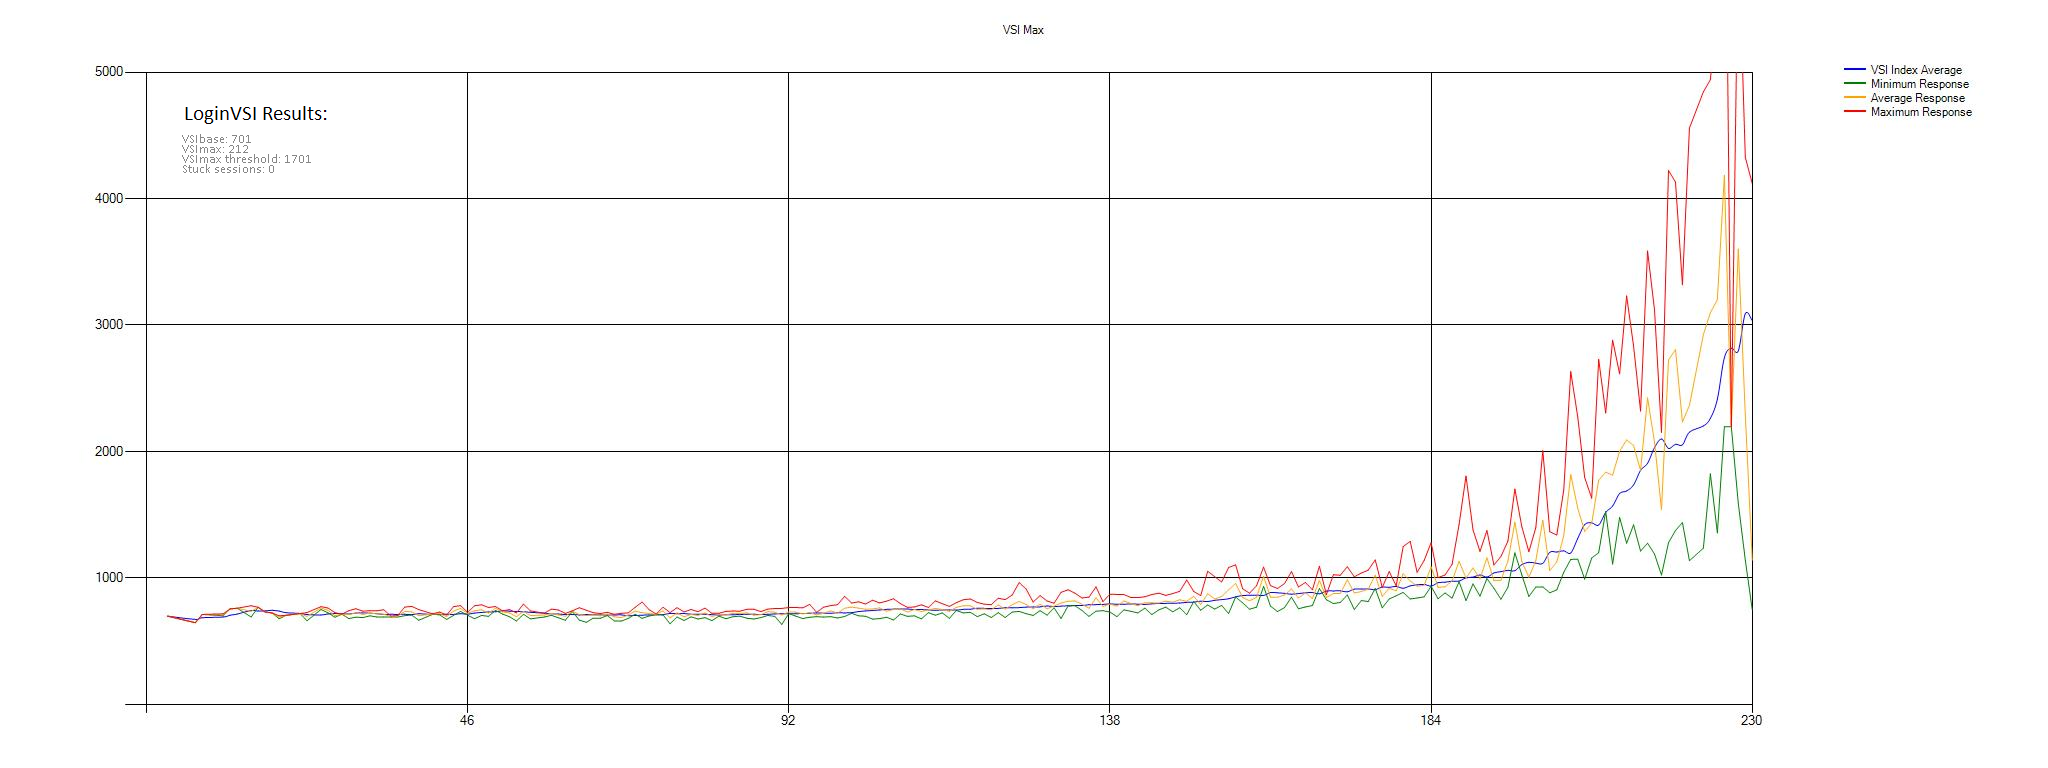 VSI Max
5000
4000
3000
2000
1000
LoginVSI Results:
VSIbase: 701
VSImax: 212
VSImax threshold: 1701
Stuck sessions: 0
VSI Index Average
Minimum Response
Average Response
Maximum Response
46
92
138
184
230